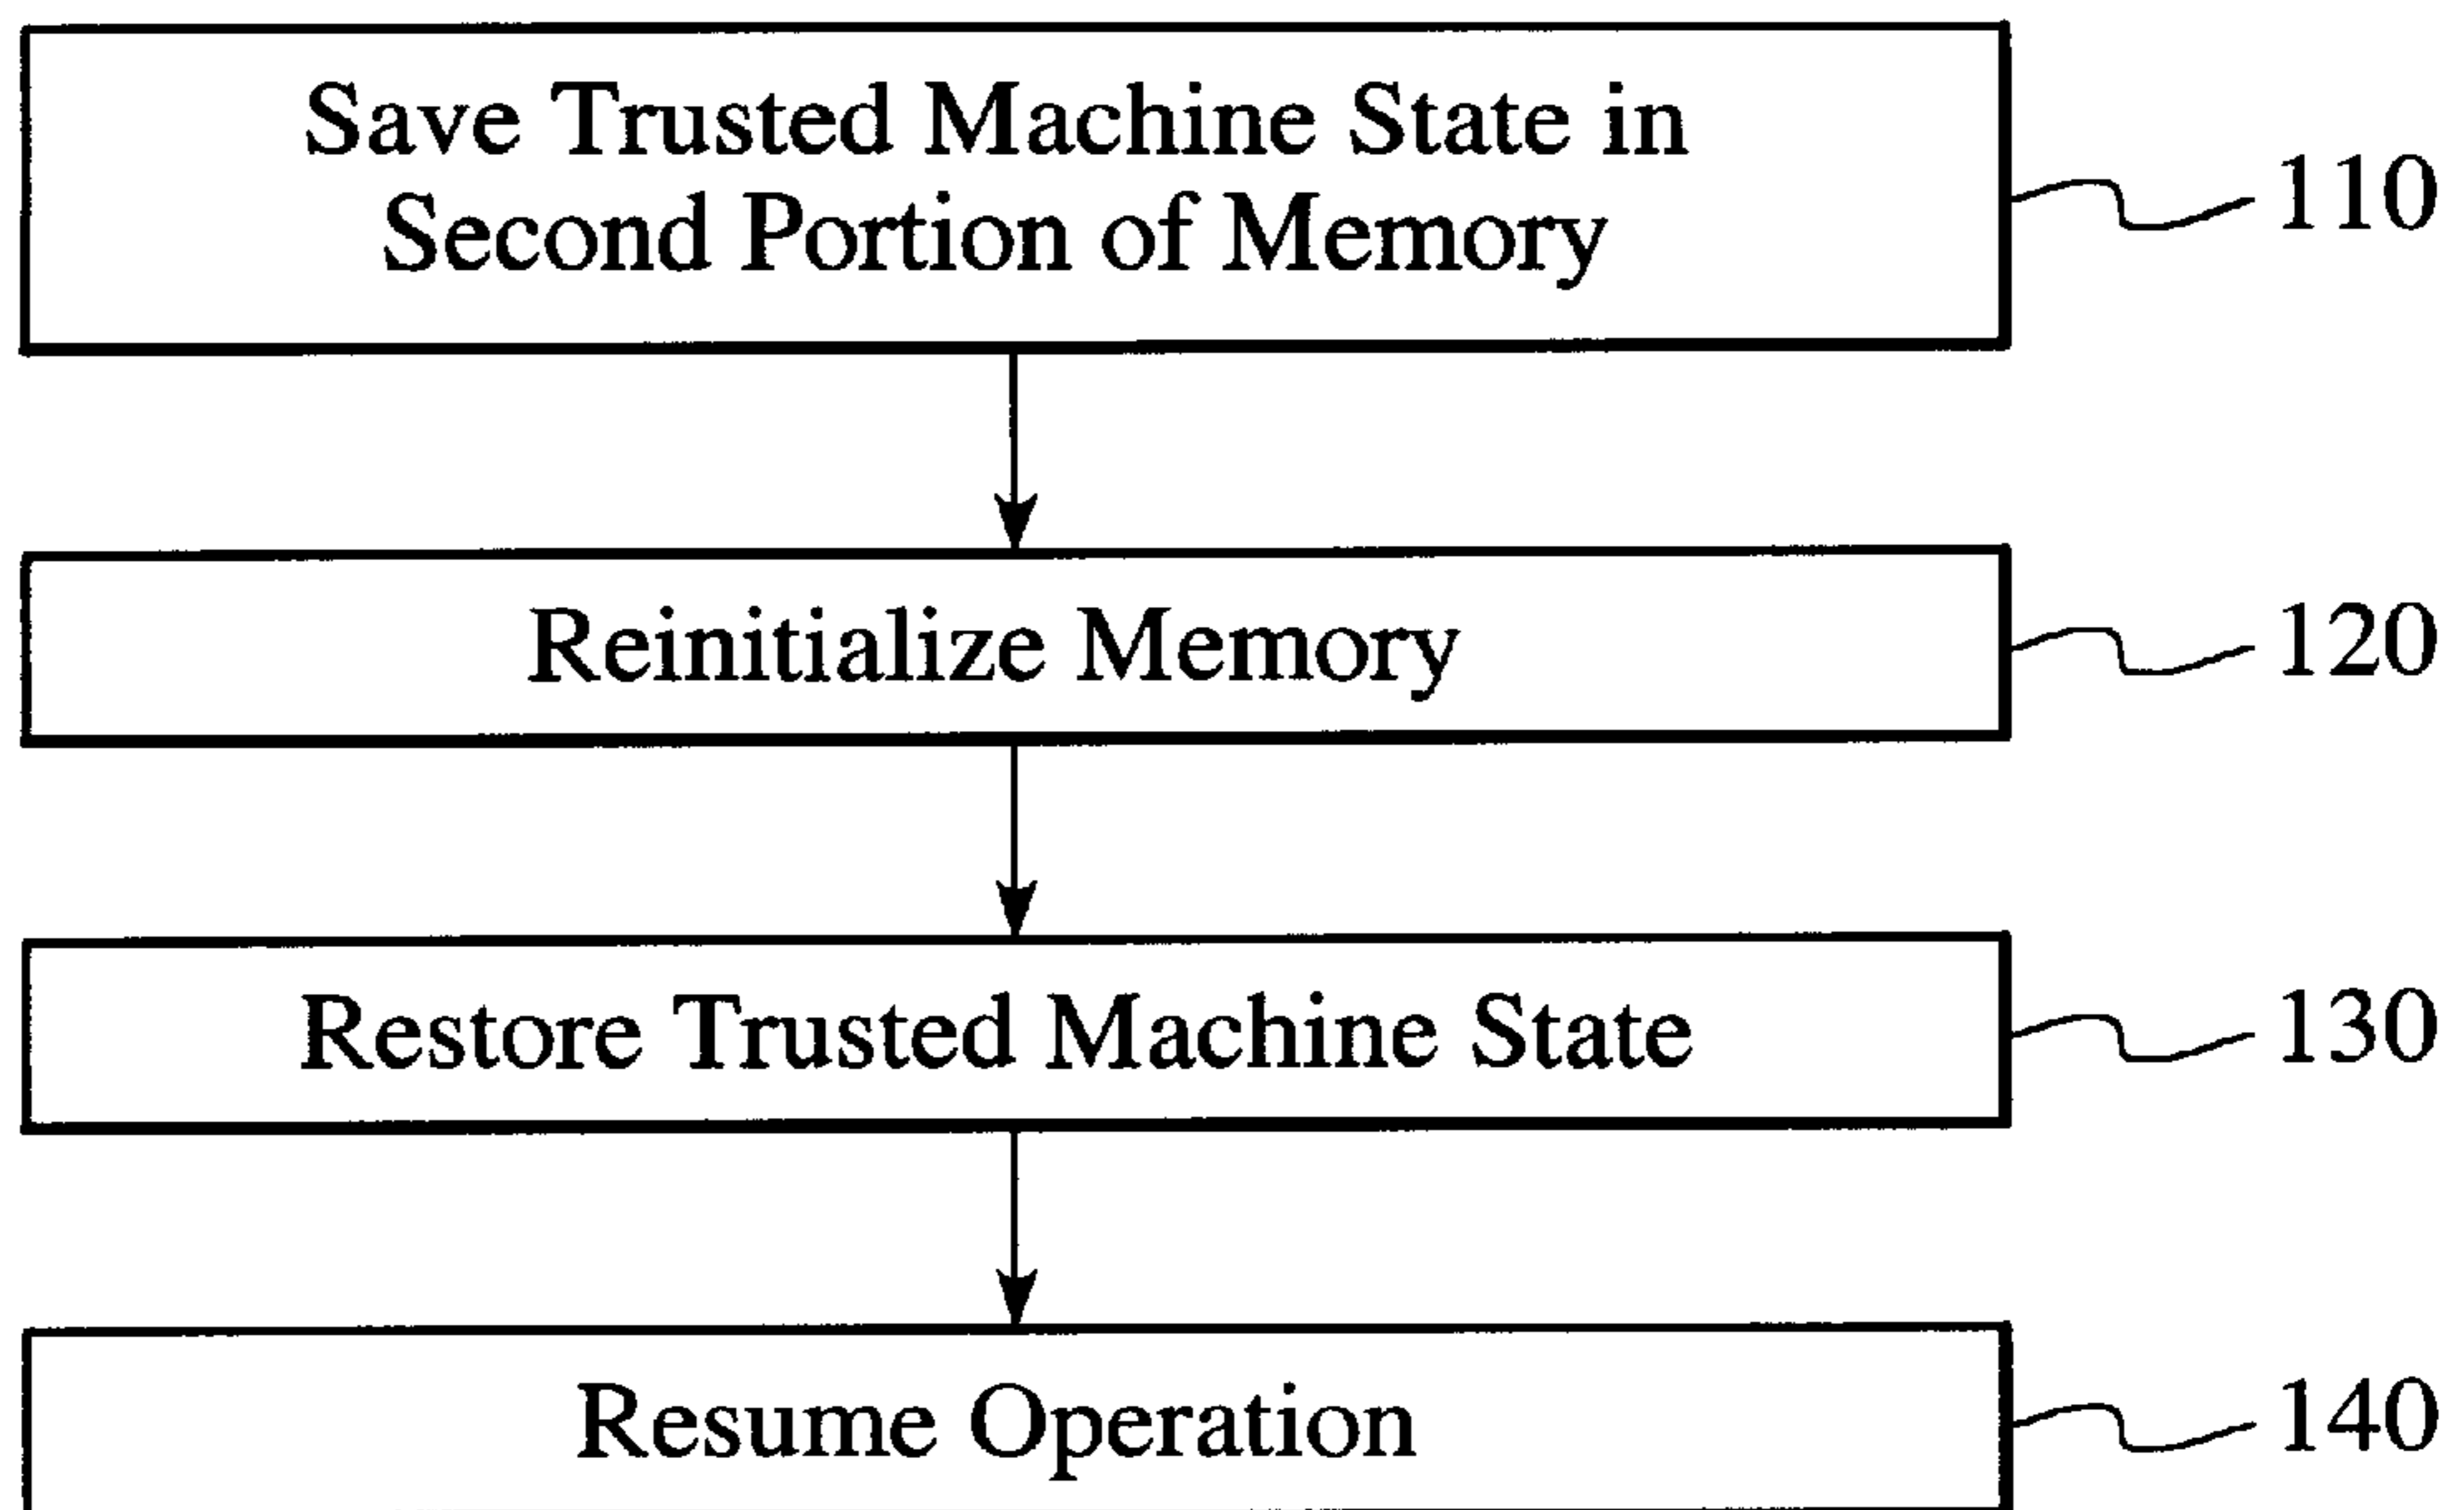 Save Trusted Machine State in
Second Portion of Memory
110
Reinitialize Memory
120
Restore Trusted Machine State
130
Resume Operation
140